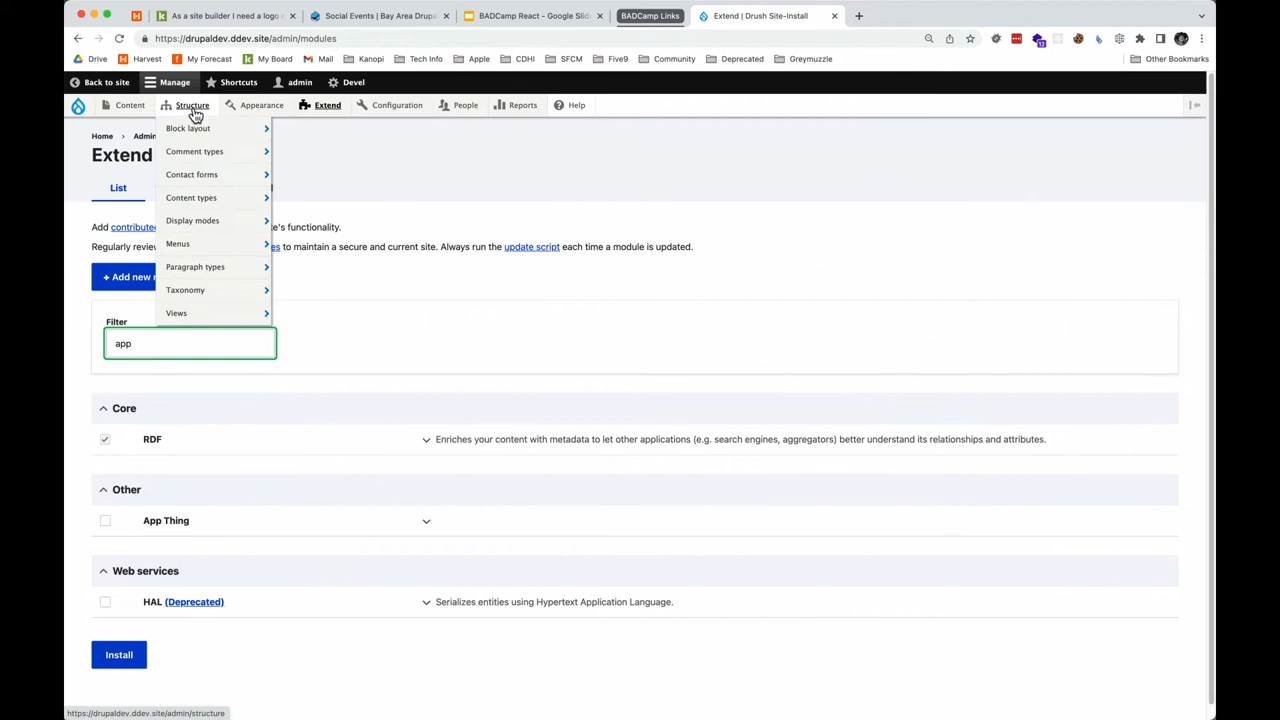 As a site builder I need a logo
Social Events | Bay Area Drupa
BADCamp React - Google Slide
BADCamp Links
Extend | Drush Site-Install
https://drupaldev.ddev.site/admin/modules
12
Drive
Harvest
My Forecast
My Board
Mail
Kanopi
Tech Info
Apple
CDHI
SFCM
Five9
Community
Deprecated
Greymuzzle
Other Bookmarks
Back to site
Manage
Shortcuts
admin
Devel
Content
Structure
Appearance
Extend
Configuration
People
Reports
Help
Block layout
Comment types
Contact forms
Content types
Display modes
Menus
Paragraph types
Taxonomy
Views
Home
Admin
Extend
List
Add contributed 's functionality.
Regularly review es to maintain a secure and current site. Always run the update script each time a module is updated.
+ Add new
Filter
app
Core
RDF
Enriches your content with metadata to let other applications (e.g. search engines, aggregators) better understand its relationships and attributes.
Other
App Thing
Web services
HAL (Deprecated)
Serializes entities using Hypertext Application Language.
Install
https://drupaldev.ddev.site/admin/structure